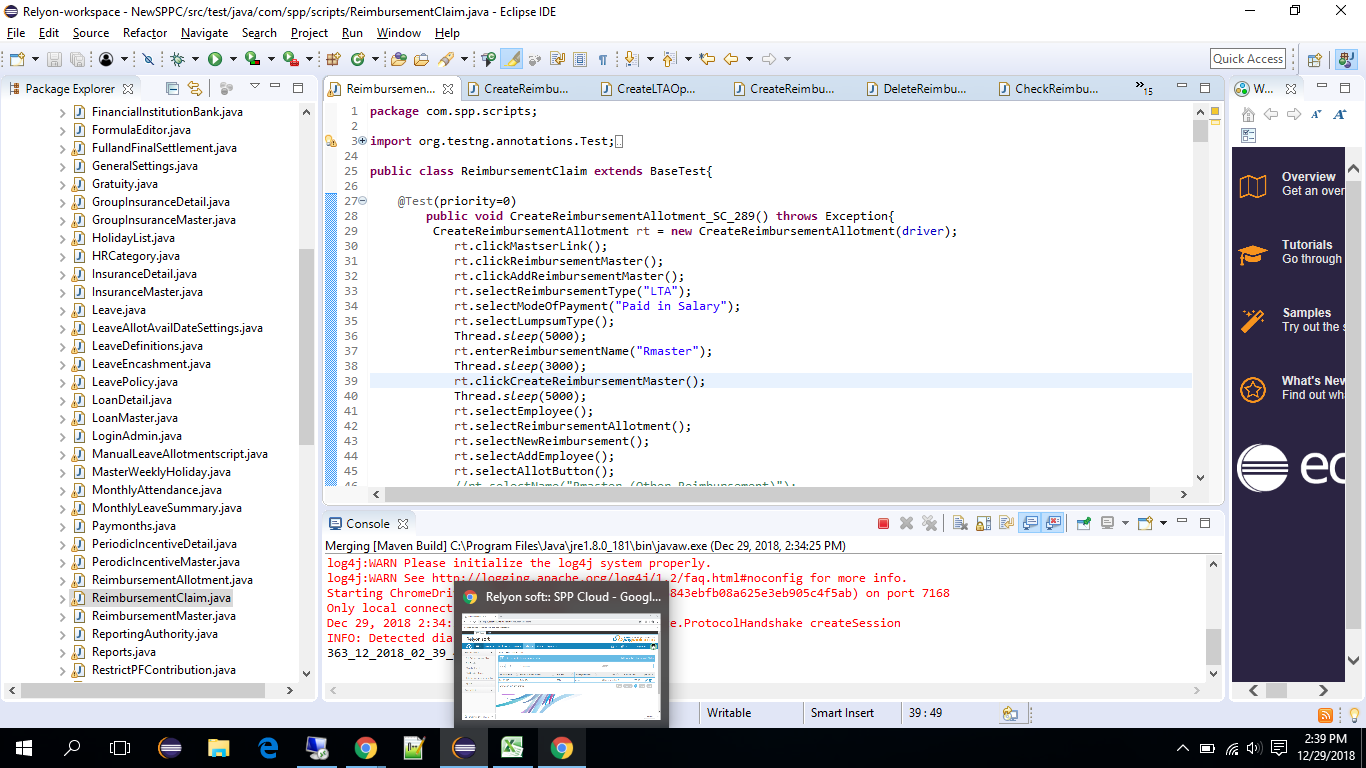 Relyon-workspace - NewSPPC/src/test/java/com/spp/scripts/ReimbursementClaim.java - Eclipse IDE
File Edit Source Refactor Navigate Search Project Run Window Help
Quick Access
Package Explorer
FinancialInstitutionBank.java
FormulaEditor.java
FullandFinalSettlement.java
GeneralSettings.java
Gratuity.java
GroupInsuranceDetail.java
GroupInsuranceMaster.java
HolidayList.java
HRCategory.java
InsuranceDetail.java
InsuranceMaster.java
Leave.java
LeaveAllotAvailDateSettings.java
LeaveDefinitions.java
LeaveEncashment.java
LeavePolicy.java
LoanDetail.java
LoanMaster.java
LoginAdmin.java
ManualLeaveAllotmentscript.java
MasterWeeklyHoliday.java
MonthlyAttendance.java
MonthlyLeaveSummary.java
Paymonths.java
PeriodicIncentiveDetail.java
PeriodicIncentiveMaster.java
ReimbursementAllotment.java
ReimbursementClaim.java
ReimbursementMaster.java
ReportingAuthority.java
Reports.java
RestrictPFContribution.java
Reimbursemen... CreateReimbu... CreateLTAOp... CreateReimbu... DeleteReimbu... CheckReimbu... »15
1 package com.spp.scripts;
2
3 import org.testng.annotations.Test;
24
25 public class ReimbursementClaim extends BaseTest{
26
27 @Test(priority=0)
28 public void CreateReimbursementAllotment_SC_289() throws Exception{
29 CreateReimbursementAllotment rt = new CreateReimbursementAllotment(driver);
30 rt.clickMastserLink();
31 rt.clickReimbursementMaster();
32 rt.clickAddReimbursementMaster();
33 rt.selectReimbursementType("LTA");
34 rt.selectModeOfPayment("Paid in Salary");
35 rt.selectLumpsumType();
36 Thread.sleep(5000);
37 rt.enterReimbursementName("Rmaster");
38 Thread.sleep(3000);
39 rt.clickCreateReimbursementMaster();
40 Thread.sleep(5000);
41 rt.selectEmployee();
42 rt.selectReimbursementAllotment();
43 rt.selectNewReimbursement();
44 rt.selectAddEmployee();
45 rt.selectAllotButton();
46 //rt.selectName("Rmaster (Other Reimbursement)");
W...
Overview
Get an over
Tutorials
Go through
Samples
Try out the s
What's New
Find out wha
ec
Console
Merging [Maven Build] C:\Program Files\Java\jre1.8.0_181\bin\javaw.exe (Dec 29, 2018, 2:34:25 PM)
log4j:WARN Please initialize the log4j system properly.
log4j:WARN See http://logging.apache.org/log4j/1.2/faq.html#noconfig for more info.
Starting ChromeDri 843ebfb08a625e3eb905c4f5ab) on port 7168
Only local connect
Dec 29, 2018 2:34: e.ProtocolHandshake createSession
INFO: Detected dia
363_12_2018_02_39_
Relyon soft:: SPP Cloud - Googl...
Relyon soft
Writable Smart Insert 39 : 49
2:39 PM
12/29/2018